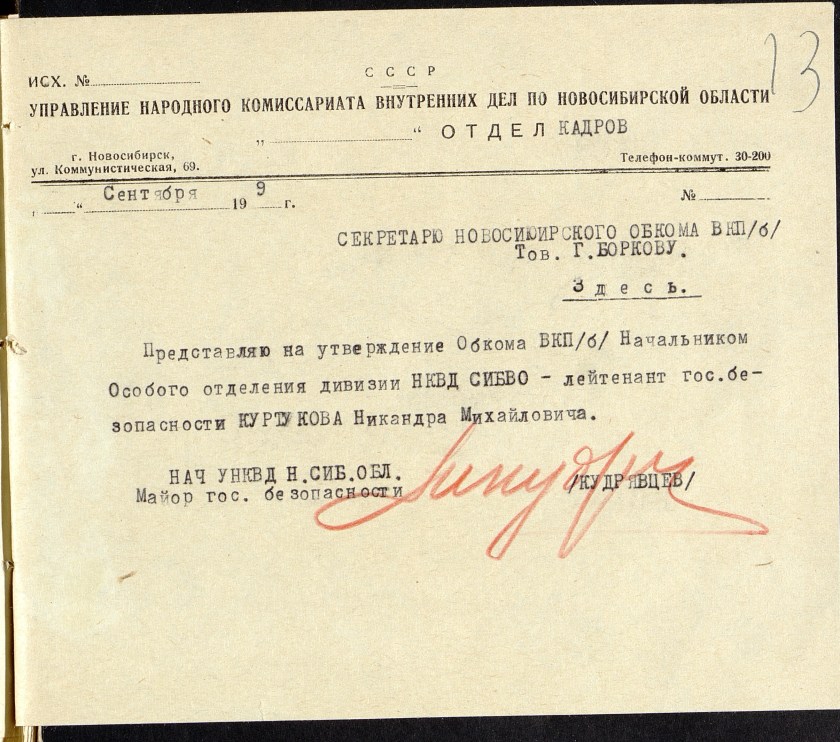 13
СССР
ИСХ. №
УПРАВЛЕНИЕ НАРОДНОГО КОМИССАРИАТА ВНУТРЕННИХ ДЕЛ ПО НОВОСИБИРСКОЙ ОБЛАСТИ
„ “ ОТДЕЛ КАДРОВ
г. Новосибирск,
ул. Коммунистическая, 69.
Телефон-коммут. 30-200
„ “ Сентября 19 9 г.
№
СЕКРЕТАРЮ НОВОСИЮИРСКОГО ОБКОМА ВКП/б/
Тов. Г.БОРКОВУ.
Здесь.
Представляю на утверждение Обкома ВКП/б/ Начальником
Особого отделения дивизии НКВД СИБВО - лейтенант гос.бе-
зопасности КУРТУКОВА Никандра Михайловича.
НАЧ УНКВД Н.СИБ.ОБЛ.
Майор гос. безопасности /КУДРЯВЦЕВ/